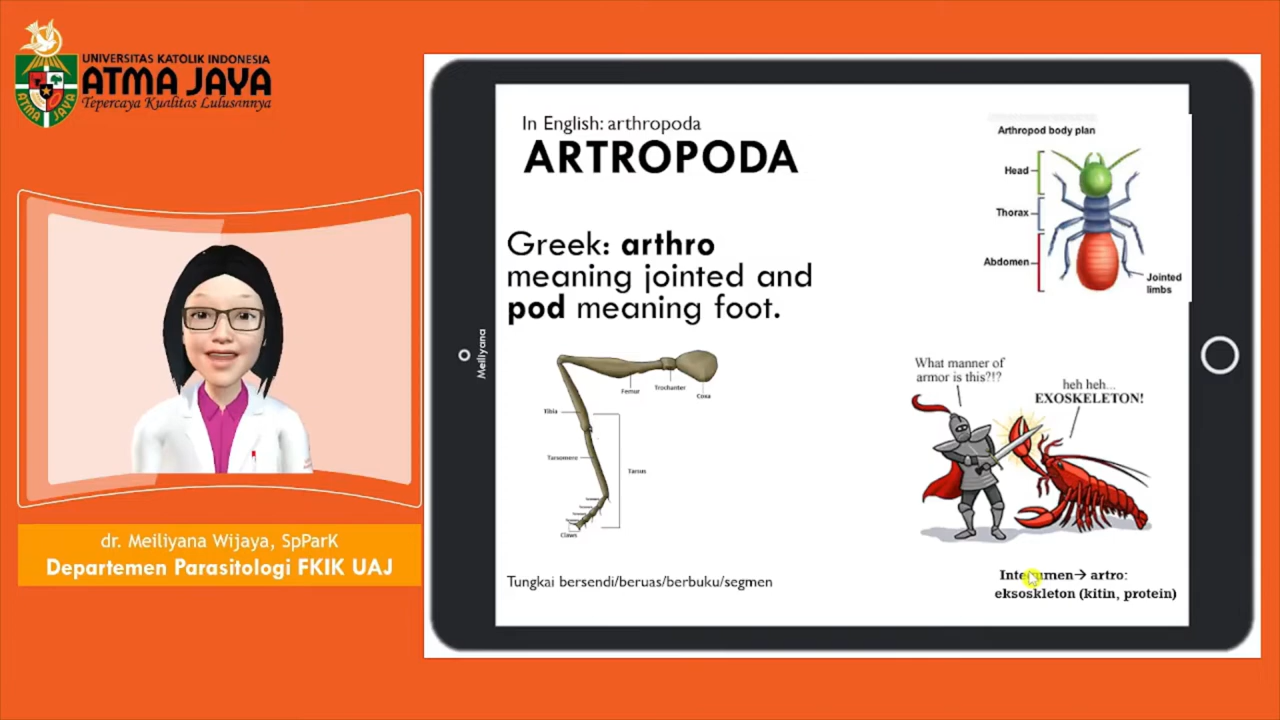 UNIVERSITAS KATOLIK INDONESIA
ATMA JAYA
Tepercaya Kualitas Lulusannya
ATMA JAYA
dr. Meiliyana Wijaya, SpParK
Departemen Parasitologi FKIK UAJ
Meiliyana
In English: arthropoda
ARTROPODA
Greek: arthro
meaning jointed and
pod meaning foot.
Femur
Trochanter
Coxa
Tibia
Tarsomere
Tarsus
Claws
Tungkai bersendi/beruas/berbuku/segmen
Arthropod body plan
Head
Thorax
Abdomen
Jointed
limbs
What manner of
armor is this?!?
heh heh...
EXOSKELETON!
Integumen→ artro:
eksoskleton (kitin, protein)